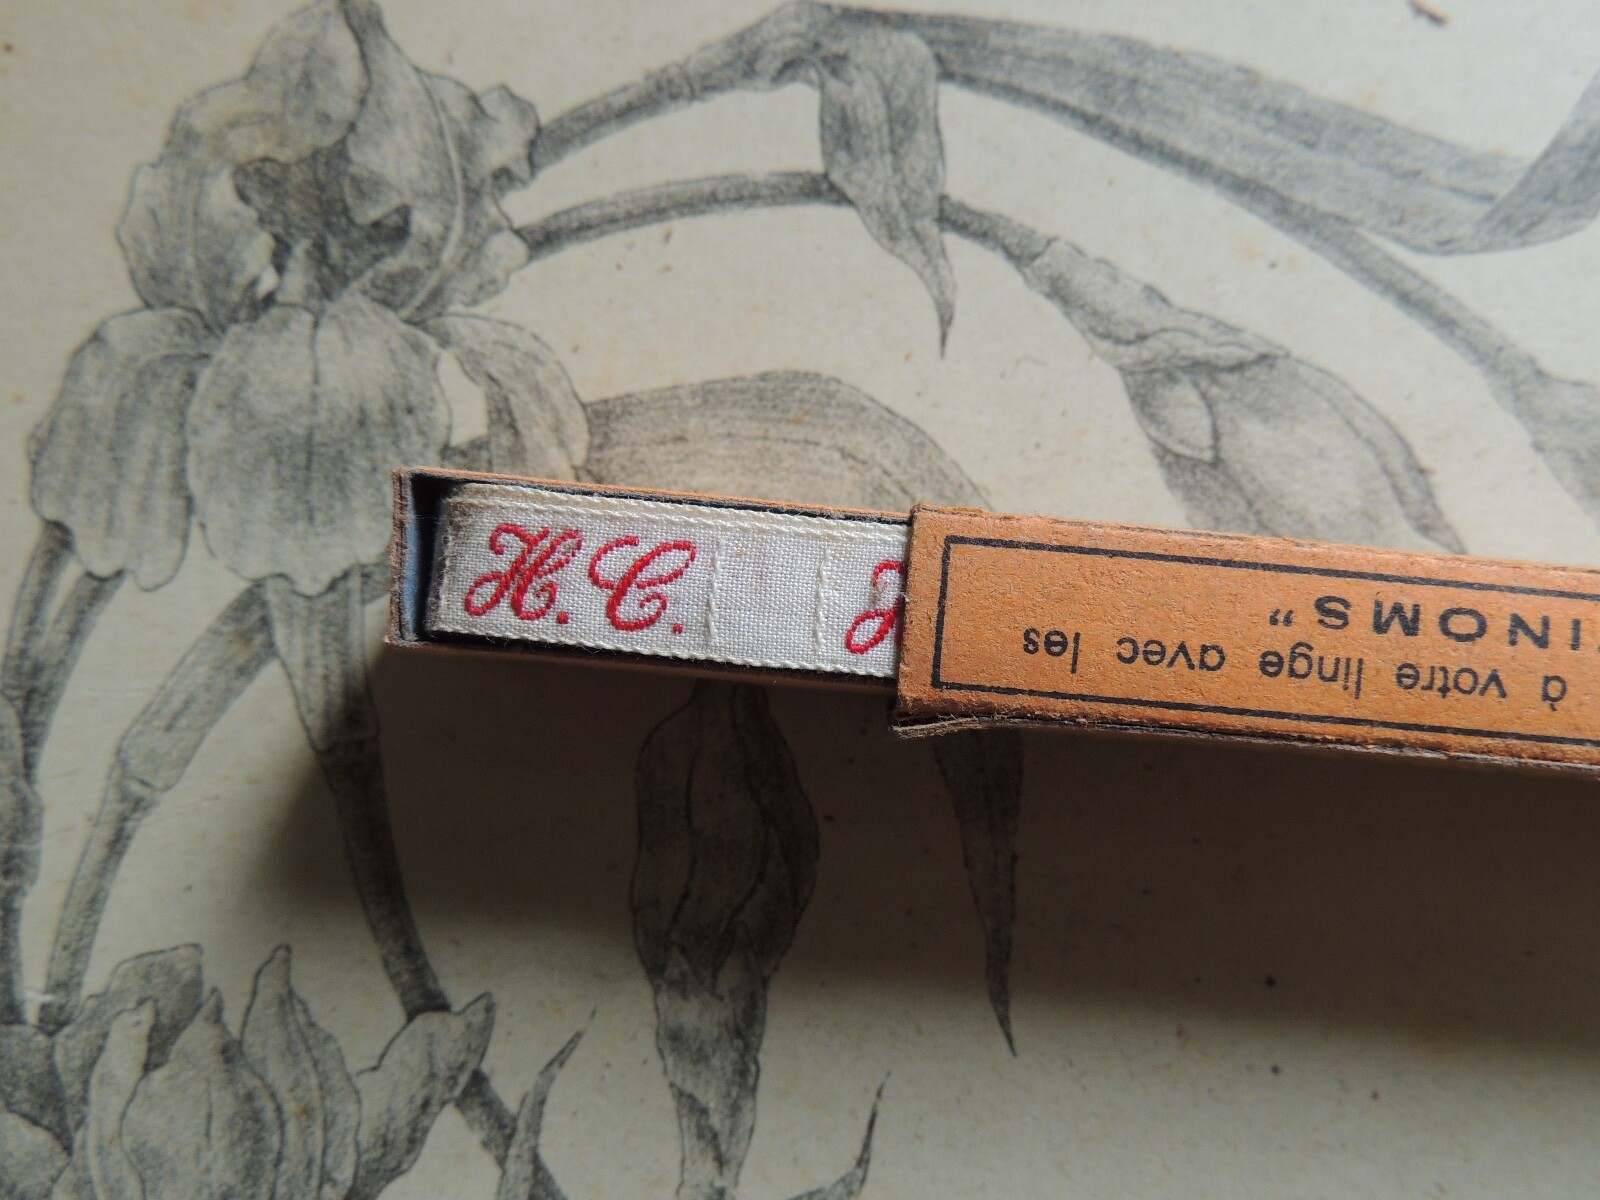 H. C.
à votre linge avec les
INOMS"